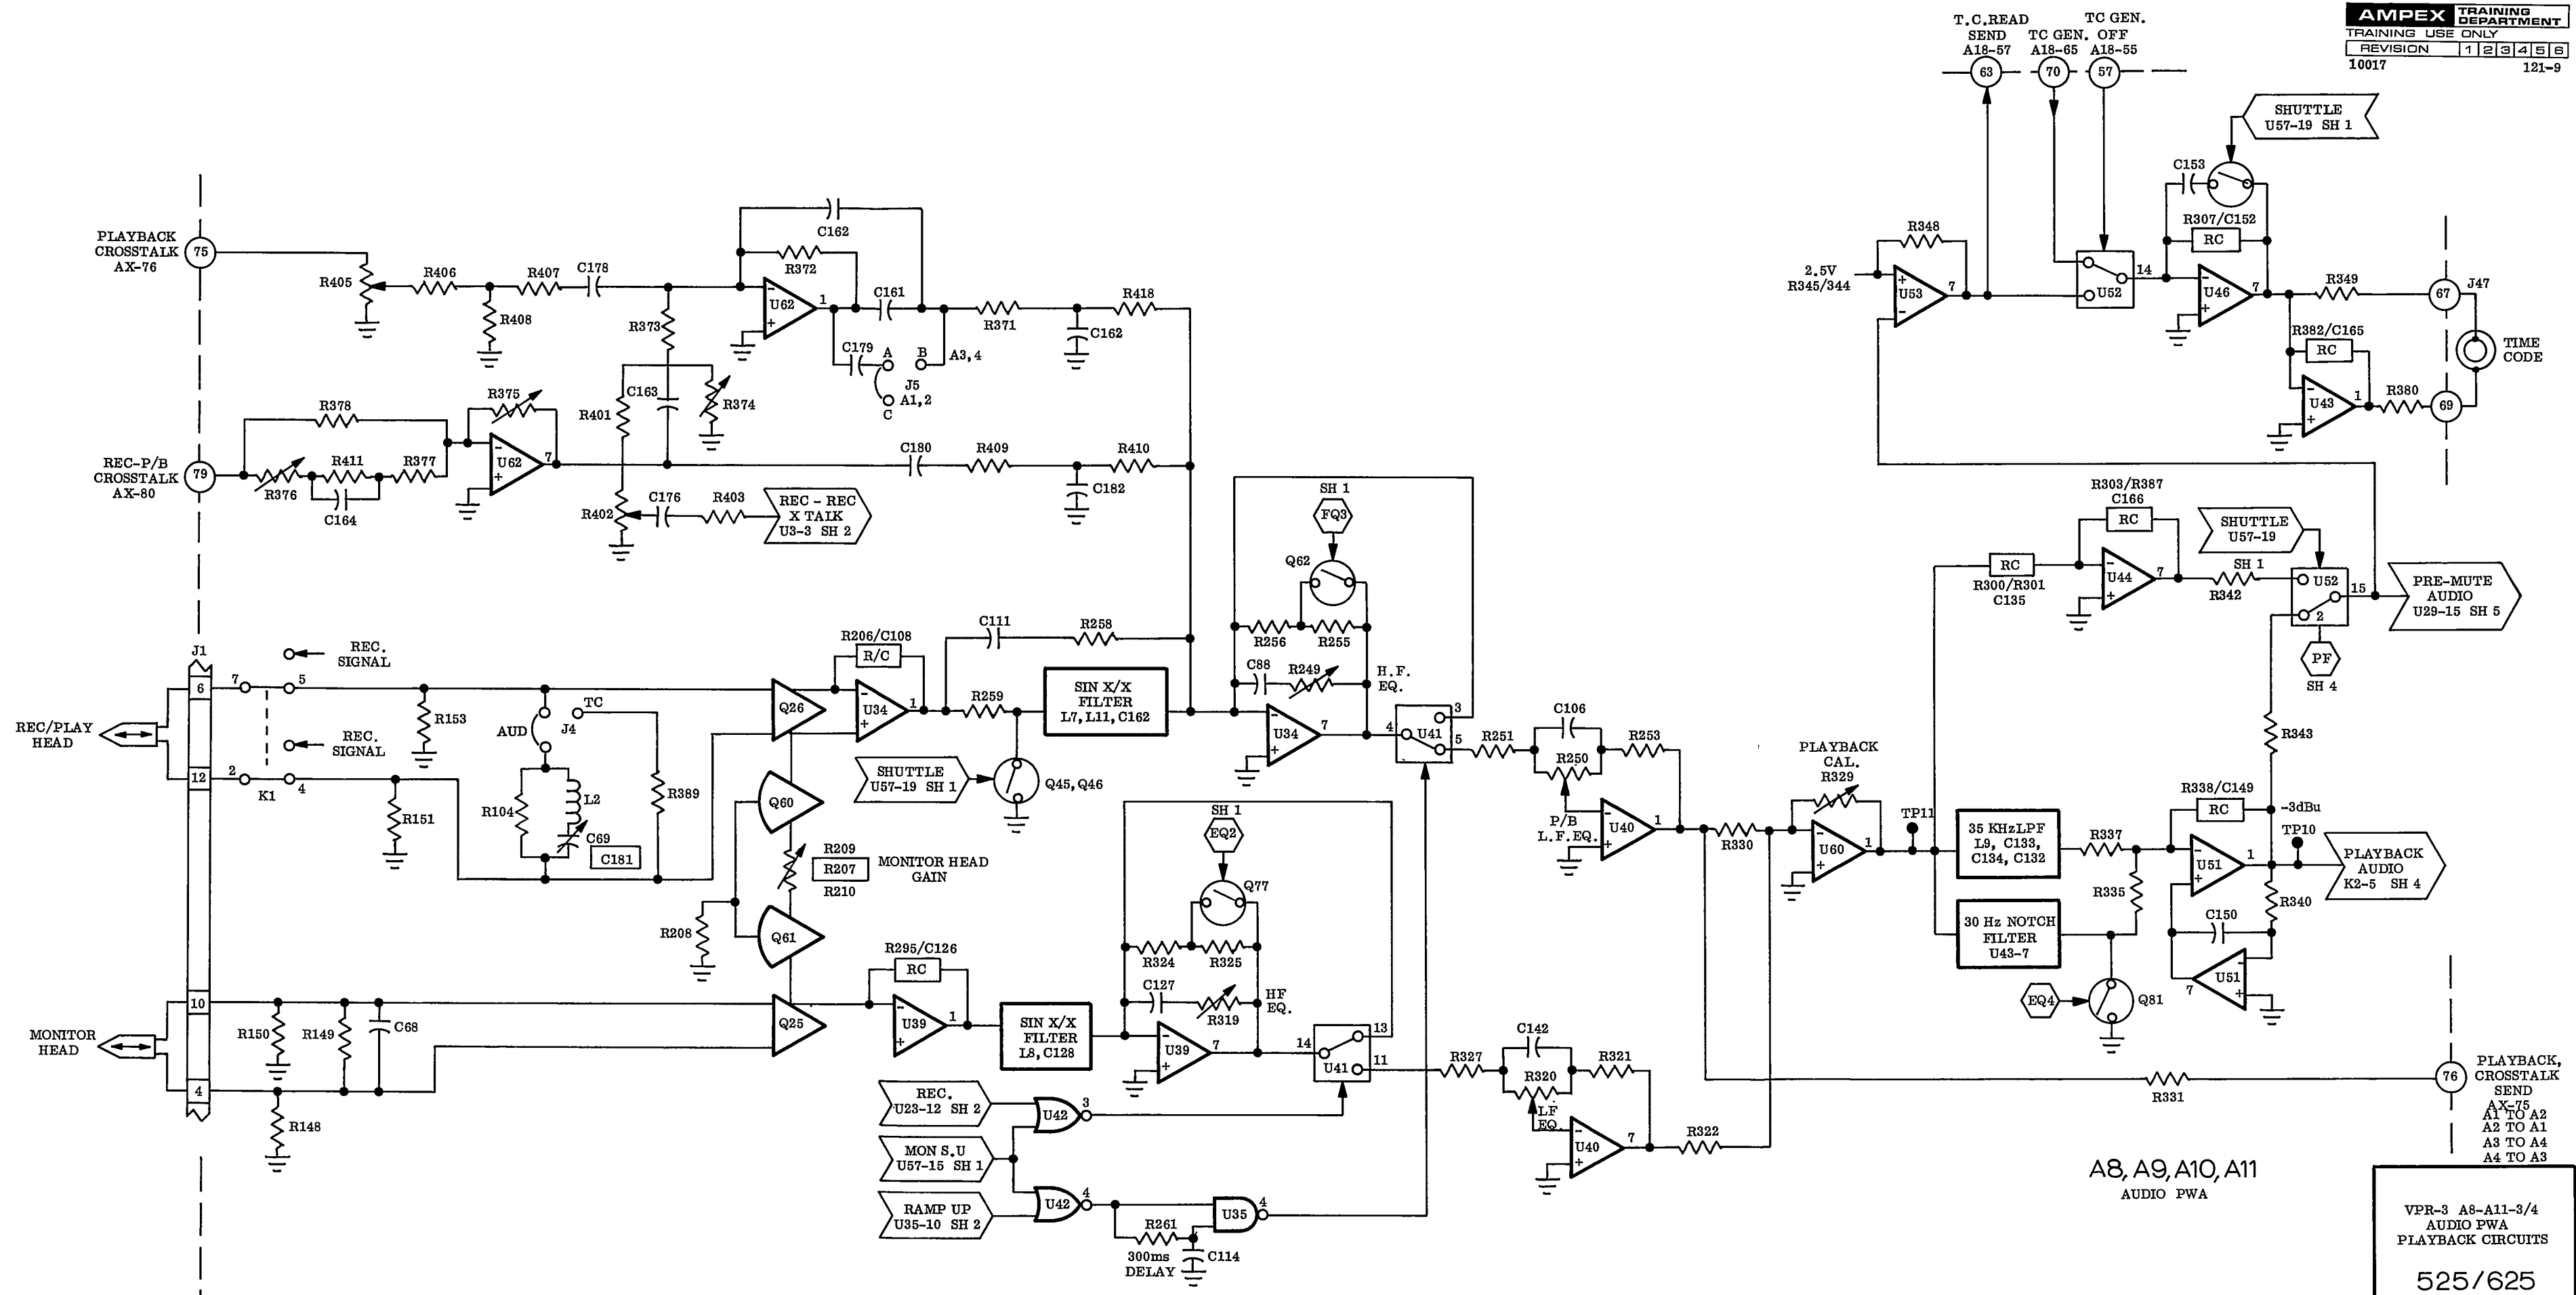 AMPEX TRAINING DEPARTMENT
TRAINING USE ONLY
REVISION 1 2 3 4 5 6
10017 121-9
T.C.READ
SEND
A18-57
TC GEN.
A18-65
TC GEN.
OFF
A18-55
63
70
57
SHUTTLE
U57-19 SH 1
C153
R307/C152
RC
R348
2.5V
R345/344
+
U53
-
7
U52
14
-
U46
+
7
R349
67
J47
R382/C165
RC
-
U43
+
1
R380
69
TIME
CODE
PLAYBACK
CROSSTALK
AX-76
75
R405
R406
R408
R407
C178
C162
R372
-
U62
+
1
C161
C179
A
B
A3,4
J5
A1,2
C
R371
C162
R418
R373
R401
C163
R374
REC-P/B
CROSSTALK
AX-80
79
R378
R376
R411
C164
R377
R375
-
U62
+
7
R402
C176
R403
REC - REC
X TALK
U3-3 SH 2
C180
R409
C182
R410
J1
6
12
10
4
REC/PLAY
HEAD
7
5
REC.
SIGNAL
REC.
SIGNAL
2
K1
4
R153
R151
AUD
J4
TC
R104
L2
C69
C181
R389
Q26
R206/C108
R/C
-
U34
+
1
C111
R258
R259
SHUTTLE
U57-19 SH 1
Q45,Q46
SIN X/X
FILTER
L7, L11, C162
SH 1
FQ3
Q62
R256
R255
C88
R249
H.F.
EQ.
-
U34
+
7
4
U41
3
5
R251
C106
R250
R253
P/B
L.F.EQ.
-
U40
+
1
R330
PLAYBACK
CAL.
R329
-
U60
+
1
TP11
Q60
R209
R207
R210
MONITOR HEAD
GAIN
Q61
R208
Q25
MONITOR
HEAD
R150
R149
C68
R148
R295/C126
RC
-
U39
+
1
SIN X/X
FILTER
L8, C128
SH 1
EQ2
Q77
R324
R325
C127
R319
HF
EQ.
-
U39
+
7
14
U41
13
11
R327
C142
R320
R321
LF
EQ.
-
U40
+
7
R322
REC.
U23-12 SH 2
MON S.U
U57-15 SH 1
RAMP UP
U35-10 SH 2
U42
3
U42
4
R261
300ms
DELAY
C114
U35
4
R303/R387
C166
RC
RC
R300/R301
C135
-
U44
+
7
SHUTTLE
U57-19
SH 1
R342
U52
2
15
PF
SH 4
PRE-MUTE
AUDIO
U29-15 SH 5
R343
R338/C149
RC
-3dBu
TP10
35 KHzLPF
L9, C133,
C134, C132
R337
R335
30 Hz NOTCH
FILTER
U43-7
EQ4
Q81
-
U51
+
1
R340
C150
-
U51
+
7
PLAYBACK
AUDIO
K2-5 SH 4
R331
76
PLAYBACK,
CROSSTALK
SEND
AX-75
A1 TO A2
A2 TO A1
A3 TO A4
A4 TO A3
A8, A9, A10, A11
AUDIO PWA
VPR-3 A8-A11-3/4
AUDIO PWA
PLAYBACK CIRCUITS
525/625